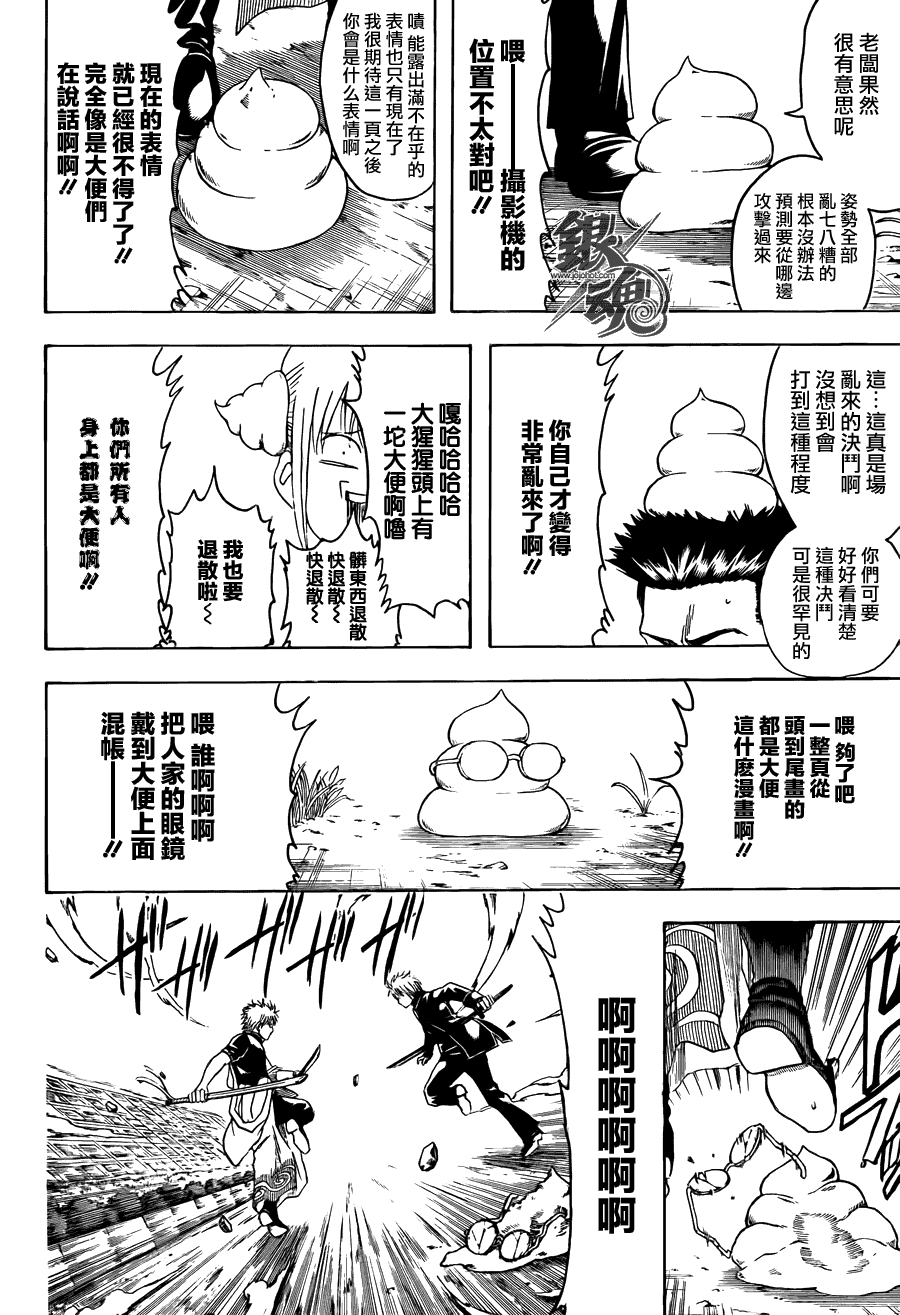 老闆果然
很有意思呢
姿勢全部
亂七八糟的
根本沒辦法
預測要從哪邊
攻擊過來
喂——攝影機的
位置不太對吧!!
嘖 能露出滿不在乎的
表情也只有現在了
我很期待這一頁之後
你會是什么表情啊
現在的表情
就已經很不得了了
完全像是大便們
在說話啊啊!!
銀魂
www.jojohot.com
這…這真是場
亂來的決鬥啊
沒想到會
打到這種程度
你們可要
好好看清楚
這種決鬥
可是很罕見的
你自己才變得
非常亂來了啊!!
嘎哈哈哈哈
大猩猩頭上有
一坨大便啊嚕
髒東西退散
快退散~
快退散~
我也要
退散啦~
你們所有人
身上都是大便啊!!
喂 夠了吧
一整頁從
頭到尾畫的
都是大便
這什麼漫畫啊!!
喂 誰啊啊啊
把人家的眼鏡
戴到大便上面
混帳——!!
啊啊啊啊啊